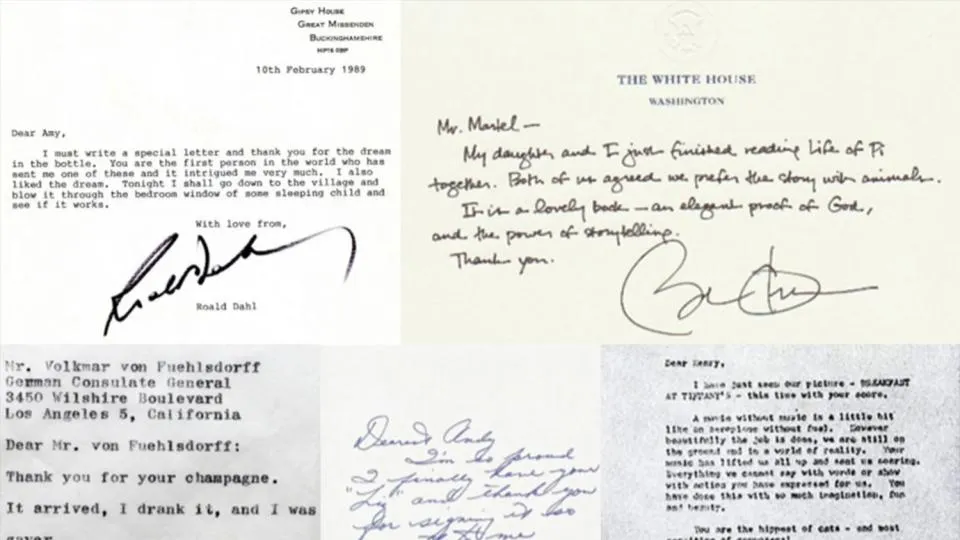 GIPSY HOUSE
GREAT MISSENDEN
BUCKINGHAMSHIRE
HP16 0BP
10th February 1989
Dear Amy,
I must write a special letter and thank you for the dream
in the bottle. You are the first person in the world who has
sent me one of these and it intrigued me very much. I also
liked the dream. Tonight I shall go down to the village and
blow it through the bedroom window of some sleeping child and
see if it works.
With love from,
Roald Dahl
Roald Dahl
THE WHITE HOUSE
WASHINGTON
Mr. Martel —
My daughter and I just finished reading Life of Pi
together. Both of us agreed we prefer the story with animals.
It is a lovely book — an elegant proof of God,
and the power of storytelling.
Thank you.
Mr. Volkmar von Fuehlsdorff
German Consulate General
3450 Wilshire Boulevard
Los Angeles 5, California
Dear Mr. von Fuehlsdorff:
Thank you for your champagne.
It arrived, I drank it, and I was
gayer.
Dearest Andy
I'm so proud
I finally have your
"Liz" and thank you
for signing it so
to me
Dear Henry,
I have just seen our picture - BREAKFAST
AT TIFFANY'S - this time with your score.
A movie without music is a little bit
like an aeroplane without fuel. However
beautifully the job is done, we are still on
the ground and in a world of reality. Your
music has lifted us all up and sent us soaring.
Everything we cannot say with words or show
with action you have expressed for us. You
have done this with so much imagination, fun
and beauty.
You are the hippest of cats - and most